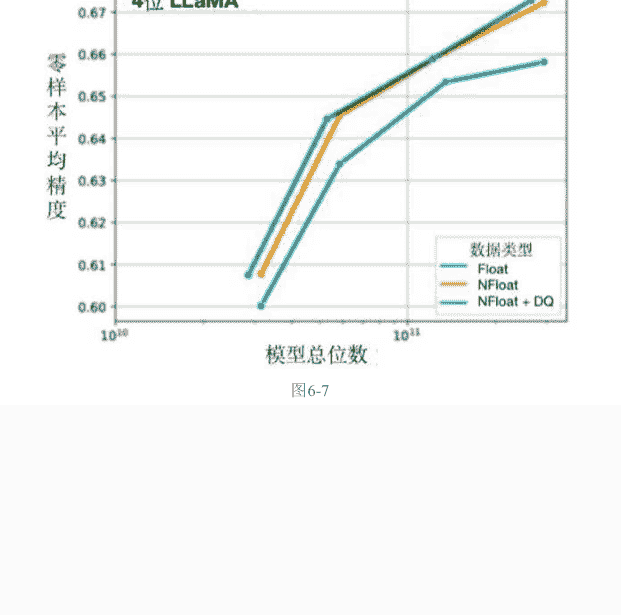 4位 LLaMA
0.67
0.66
0.65
0.64
0.63
0.62
0.61
0.60
零样本平均精度
数据类型
Float
NFloat
NFloat + DQ
10¹⁰
10¹¹
模型总位数
图6-7